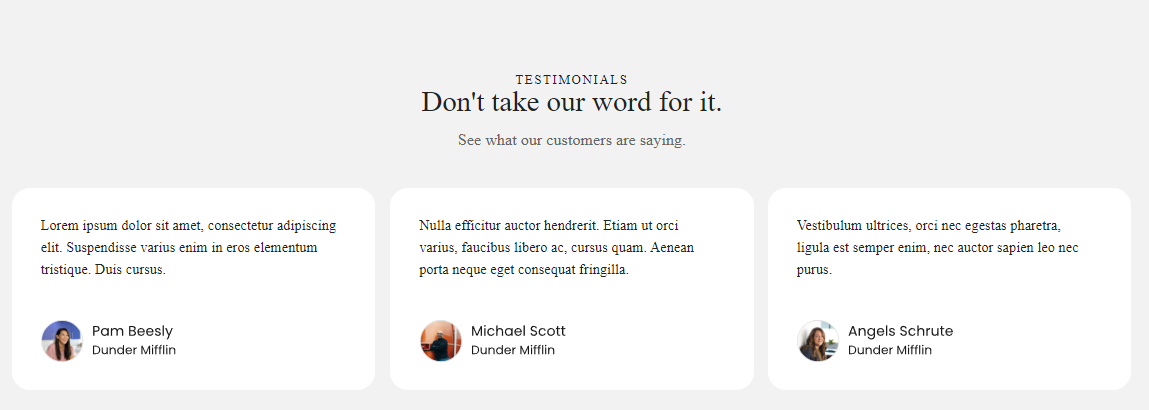 TESTIMONIALS
Don't take our word for it.
See what our customers are saying.
Lorem ipsum dolor sit amet, consectetur adipiscing
elit. Suspendisse varius enim in eros elementum
tristique. Duis cursus.
Pam Beesly
Dunder Mifflin
Nulla efficitur auctor hendrerit. Etiam ut orci
varius, faucibus libero ac, cursus quam. Aenean
porta neque eget consequat fringilla.
Michael Scott
Dunder Mifflin
Vestibulum ultrices, orci nec egestas pharetra,
ligula est semper enim, nec auctor sapien leo nec
purus.
Angels Schrute
Dunder Mifflin